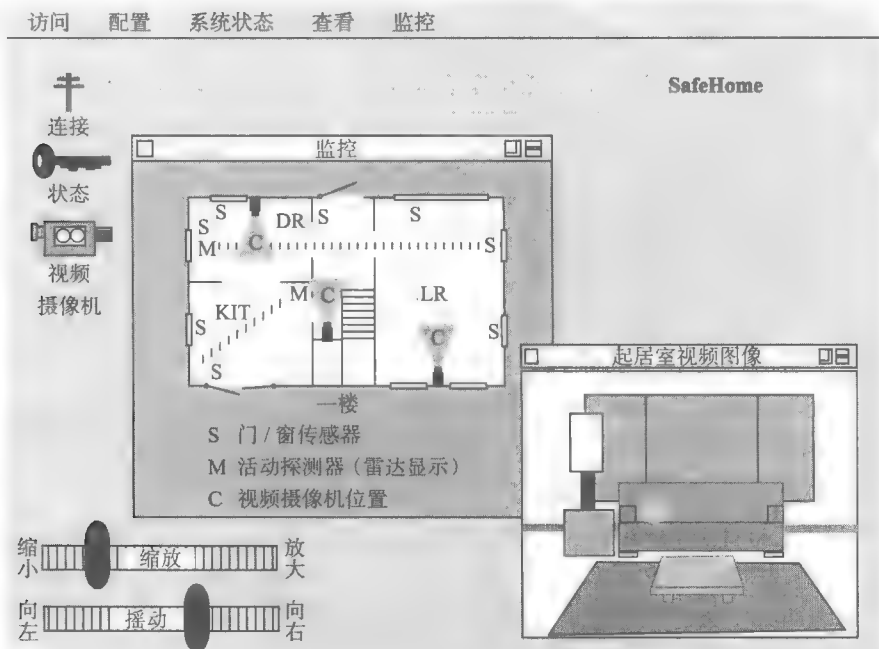 访问 配置 系统状态 查看 监控
SafeHome
连接
状态
视频
摄像机
监控
S
S
M
C
DR
S
S
S
KIT
M
C
LR
S
C
S
S
一楼
S 门/窗传感器
M 活动探测器（雷达显示）
C 视频摄像机位置
起居室视频图像
缩小
缩放
放大
向左
摇动
向右